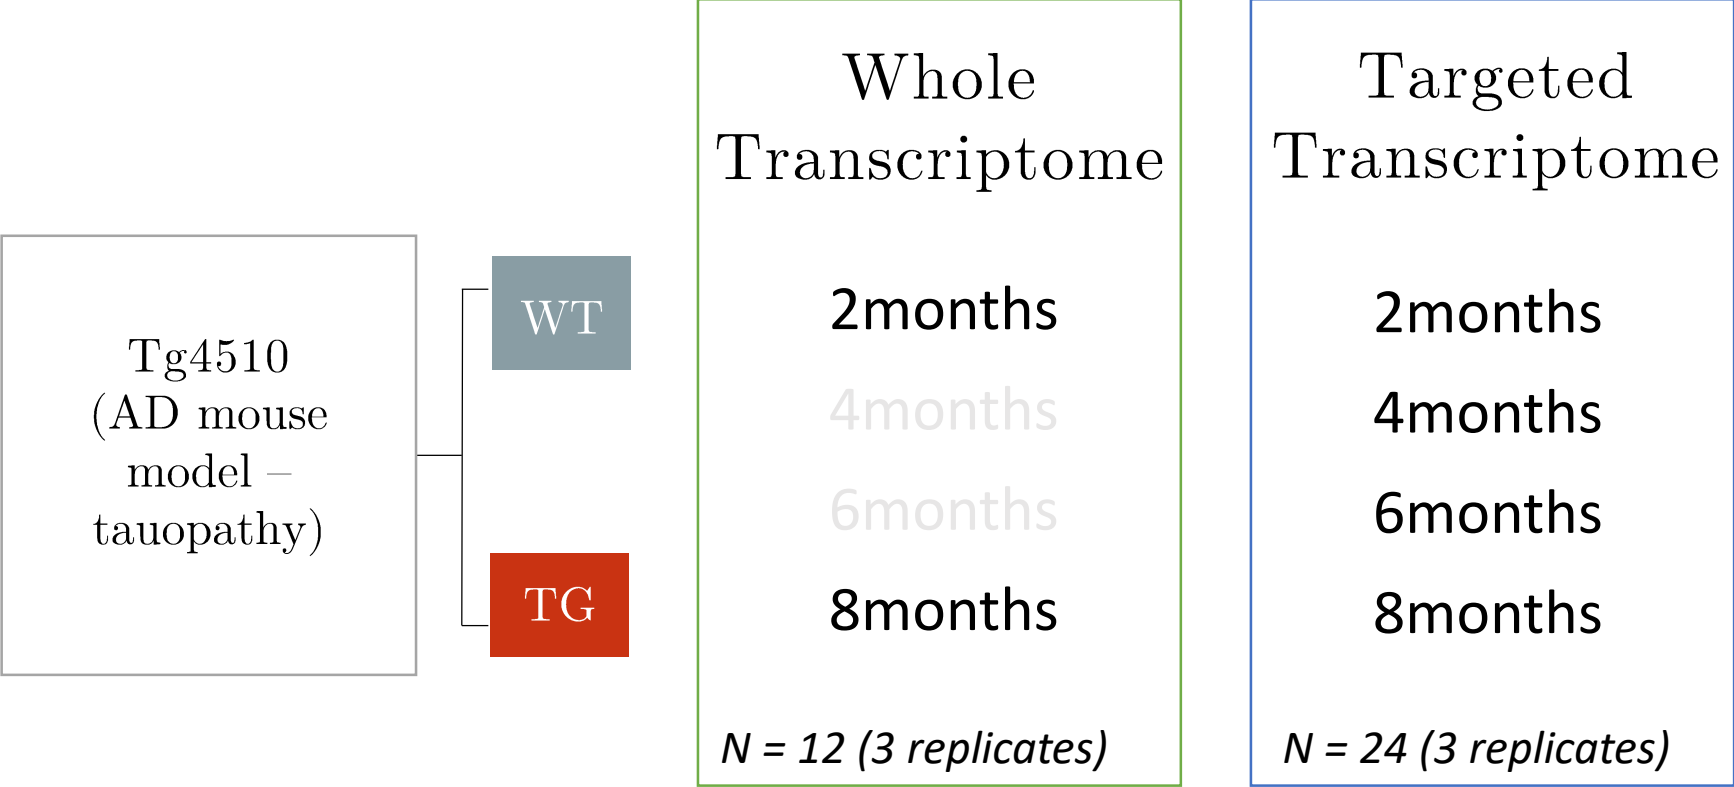 Tg4510
(AD mouse
model –
tauopathy)
WT
TG
Whole
Transcriptome
2months
4months
6months
8months
N = 12 (3 replicates)
Targeted
Transcriptome
2months
4months
6months
8months
N = 24 (3 replicates)